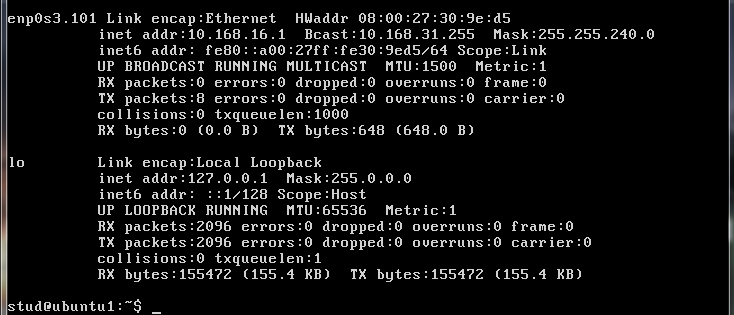 enp0s3.101 Link encap:Ethernet  HWaddr 08:00:27:30:9e:d5
inet addr:10.168.16.1  Bcast:10.168.31.255  Mask:255.255.240.0
inet6 addr: fe80::a00:27ff:fe30:9ed5/64 Scope:Link
UP BROADCAST RUNNING MULTICAST  MTU:1500  Metric:1
RX packets:0 errors:0 dropped:0 overruns:0 frame:0
TX packets:8 errors:0 dropped:0 overruns:0 carrier:0
collisions:0 txqueuelen:1000
RX bytes:0 (0.0 B)  TX bytes:648 (648.0 B)
lo        Link encap:Local Loopback
inet addr:127.0.0.1  Mask:255.0.0.0
inet6 addr: ::1/128 Scope:Host
UP LOOPBACK RUNNING  MTU:65536  Metric:1
RX packets:2096 errors:0 dropped:0 overruns:0 frame:0
TX packets:2096 errors:0 dropped:0 overruns:0 carrier:0
collisions:0 txqueuelen:1
RX bytes:155472 (155.4 KB)  TX bytes:155472 (155.4 KB)
stud@ubuntu1:~$ _